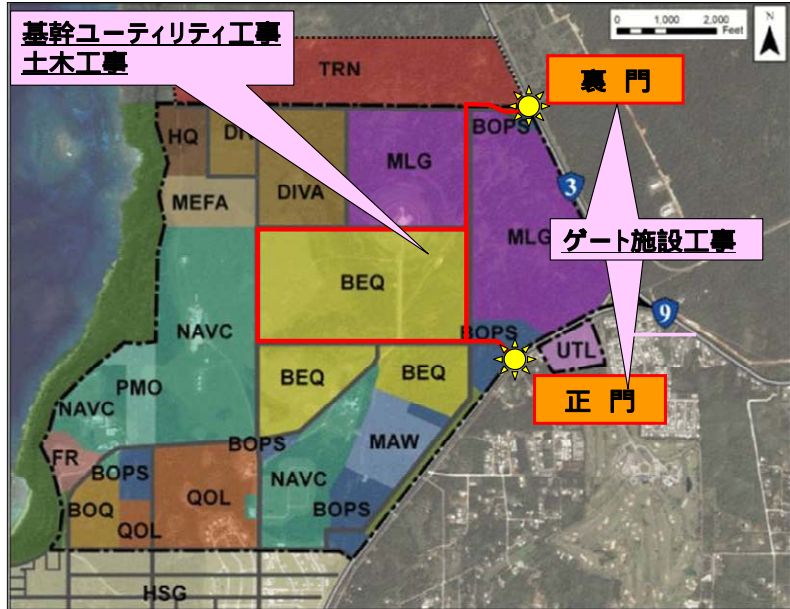 基幹ユーティリティ工事
土木工事
0 1,000 2,000
Feet
N
TRN
裏 門
HQ
DI
BOPS
MLG
DIVA
MEFA
3
MLG
ゲート施設工事
BEQ
NAVC
9
BOPS
UTL
BEQ
BEQ
PMO
NAVC
正 門
BOPS
MAW
FR
BOPS
NAVC
QOL
BOQ
BOPS
QOL
HSG